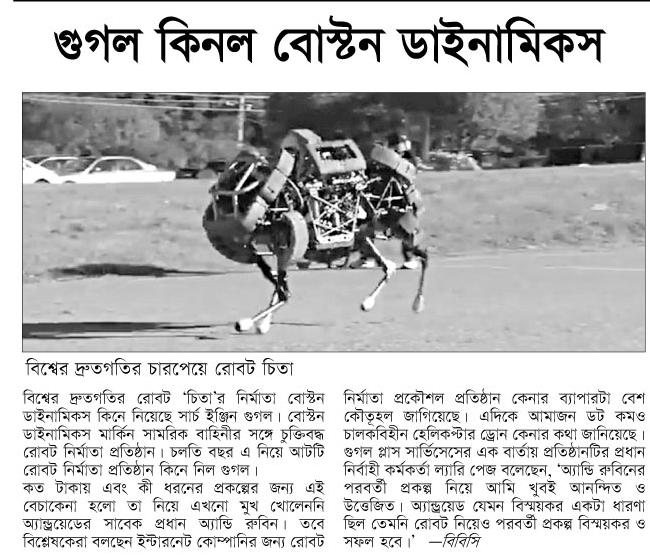 গুগল কিনল বোস্টন ডাইনামিকস
বিশ্বের দ্রুতগতির চারপেয়ে রোবট চিতা
বিশ্বের দ্রুতগতির রোবট ‘চিতা’র নির্মাতা বোস্টন
ডাইনামিকস কিনে নিয়েছে সার্চ ইঞ্জিন গুগল। বোস্টন
ডাইনামিকস মার্কিন সামরিক বাহিনীর সঙ্গে চুক্তিবদ্ধ
রোবট নির্মাতা প্রতিষ্ঠান। চলতি বছর এ নিয়ে আটটি
রোবট নির্মাতা প্রতিষ্ঠান কিনে নিল গুগল।
কত টাকায় এবং কী ধরনের প্রকল্পের জন্য এই
বেচাকেনা হলো তা নিয়ে এখনো মুখ খোলেননি
অ্যান্ড্রয়েডের সাবেক প্রধান অ্যান্ডি রুবিন। তবে
বিশ্লেষকেরা বলছেন ইন্টারনেট কোম্পানির জন্য রোবট
নির্মাতা প্রকৌশল প্রতিষ্ঠান কেনার ব্যাপারটা বেশ
কৌতূহল জাগিয়েছে। এদিকে আমাজন ডট কমও
চালকবিহীন হেলিকপ্টার ড্রোন কেনার কথা জানিয়েছে।
গুগল প্লাস সার্ভিসেসের এক বার্তায় প্রতিষ্ঠানটির প্রধান
নির্বাহী কর্মকর্তা ল্যারি পেজ বলেছেন, ‘অ্যান্ডি রুবিনের
পরবর্তী প্রকল্প নিয়ে আমি খুবই আনন্দিত ও
উত্তেজিত। অ্যান্ড্রয়েড যেমন বিস্ময়কর একটা ধারণা
ছিল তেমনি রোবট নিয়েও পরবর্তী প্রকল্প বিস্ময়কর ও
সফল হবে।’ —বিবিসি